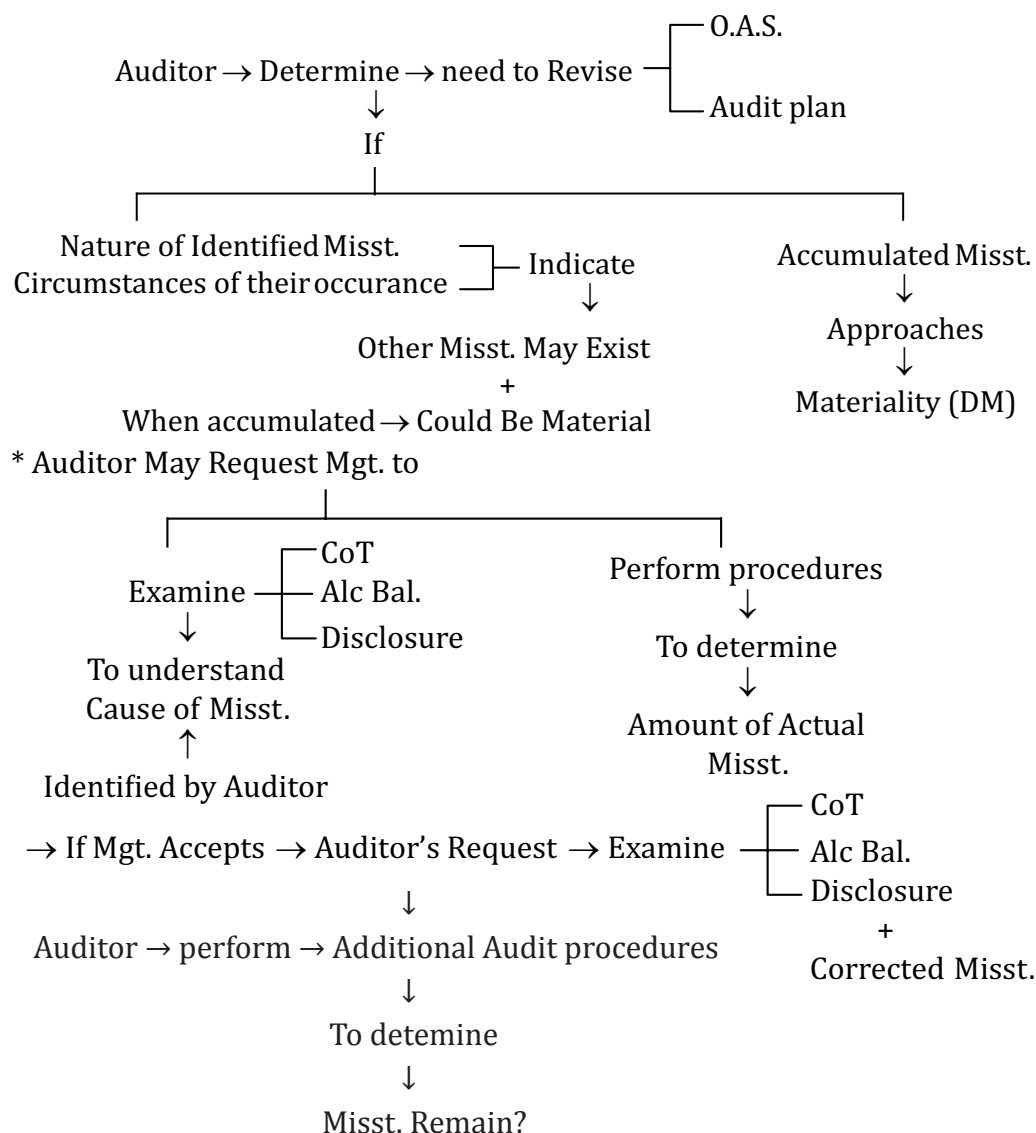 O.A.S.
Auditor → Determine → need to Revise
Audit plan
↓
If
Nature of Identified Misst.
Circumstances of their occurance
Indicate
↓
Other Misst. May Exist
+
When accumulated → Could Be Material
Accumulated Misst.
↓
Approaches
↓
Materiality (DM)
* Auditor May Request Mgt. to
Examine
CoT
Alc Bal.
Disclosure
↓
To understand
Cause of Misst.
↑
Identified by Auditor
Perform procedures
↓
To determine
↓
Amount of Actual
Misst.
→ If Mgt. Accepts → Auditor’s Request → Examine
CoT
Alc Bal.
Disclosure
+
Corrected Misst.
↓
Auditor → perform → Additional Audit procedures
↓
To detemine
↓
Misst. Remain?